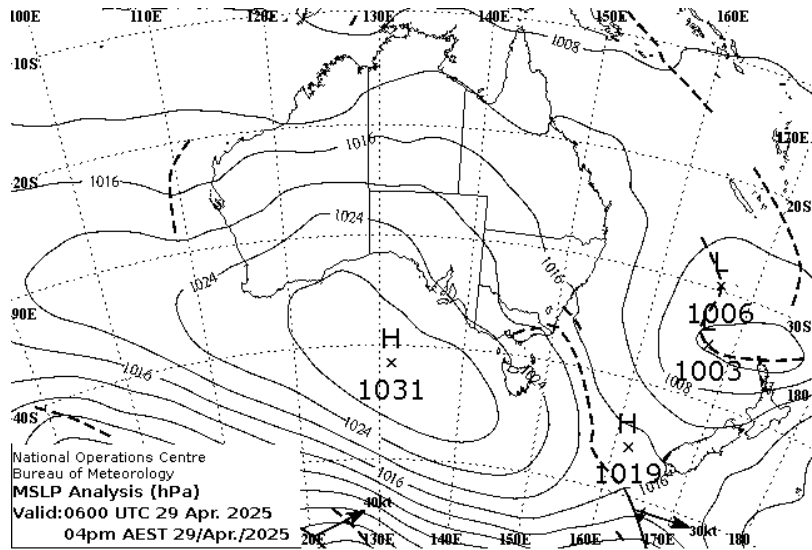 100E 110E 120E 130E 140E 150E 160E
1008
10S
170E
1016
1016
20S
20S
1024
1016
L
1024
1006
90E
30S
H
1003
1031
1024
1008
1016
180
H
40S
1024
1019
1016
1016
National Operations Centre
Bureau of Meteorology
MSLP Analysis (hPa)
Valid:0600 UTC 29 Apr. 2025
04pm AEST 29/Apr./2025
40kt
30kt
120E 130E 140E 150E 160E 170E 180